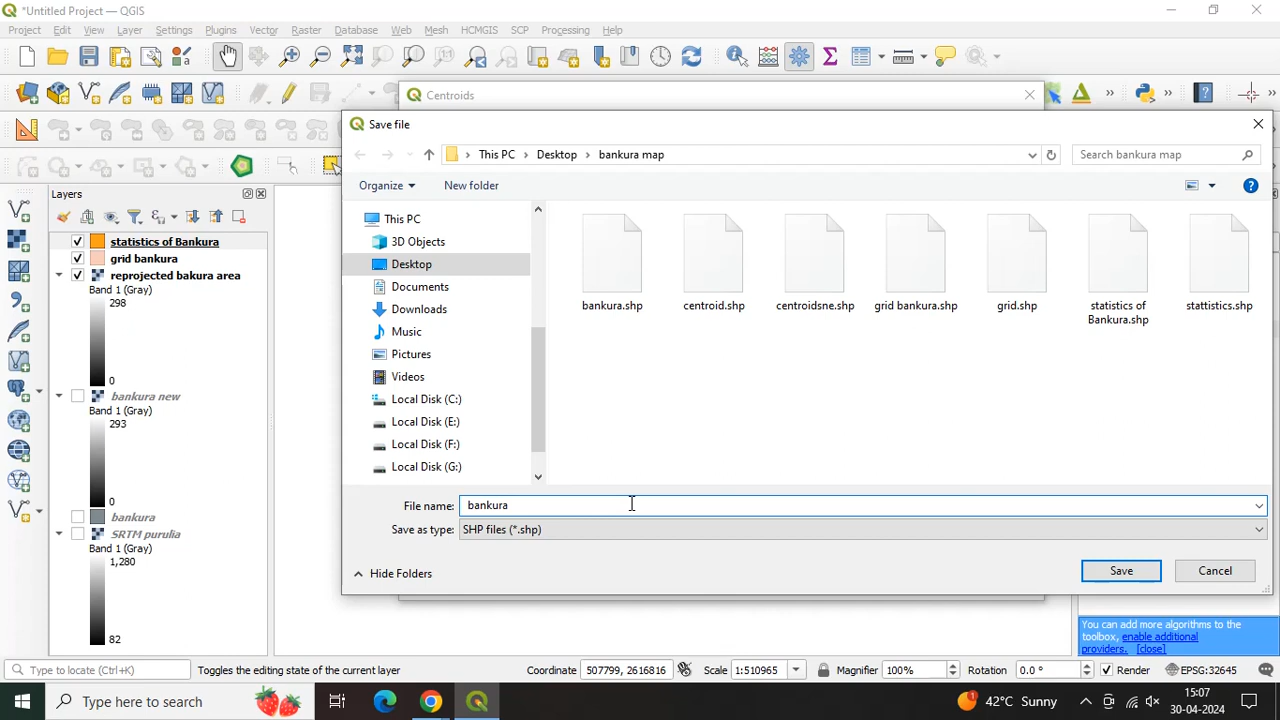 *Untitled Project — QGIS
Project Edit View Layer Settings Plugins Vector Raster Database Web Mesh HCMGIS SCP Processing Help
Centroids
Save file
This PC > Desktop > bankura map
Search bankura map
Organize
New folder
Layers
statistics of Bankura
grid bankura
reprojected bakura area
Band 1 (Gray)
298
0
bankura new
Band 1 (Gray)
293
0
bankura
SRTM purulia
Band 1 (Gray)
1,280
82
This PC
3D Objects
Desktop
Documents
Downloads
Music
Pictures
Videos
Local Disk (C:)
Local Disk (E:)
Local Disk (F:)
Local Disk (G:)
bankura.shp
centroid.shp
centroidsne.shp
grid bankura.shp
grid.shp
statistics of
Bankura.shp
stattistics.shp
File name: bankura
Save as type: SHP files (*.shp)
Hide Folders
Save
Cancel
You can add more algorithms to the
toolbox, enable additional
providers. [close]
Type to locate (Ctrl+K)
Toggles the editing state of the current layer
Coordinate 507799, 2616816
Scale 1:510965
Magnifier 100%
Rotation 0.0 °
Render
EPSG:32645
Type here to search
42°C Sunny
15:07
30-04-2024